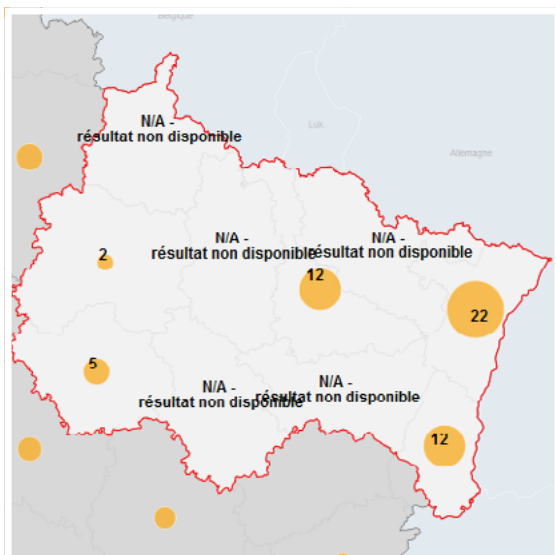 Belgique
N/A -
résultat non disponible
Lux
Allemagne
2
N/A -
résultat non disponible
N/A -
résultat non disponible
12
22
5
N/A -
résultat non disponible
N/A -
résultat non disponible
12